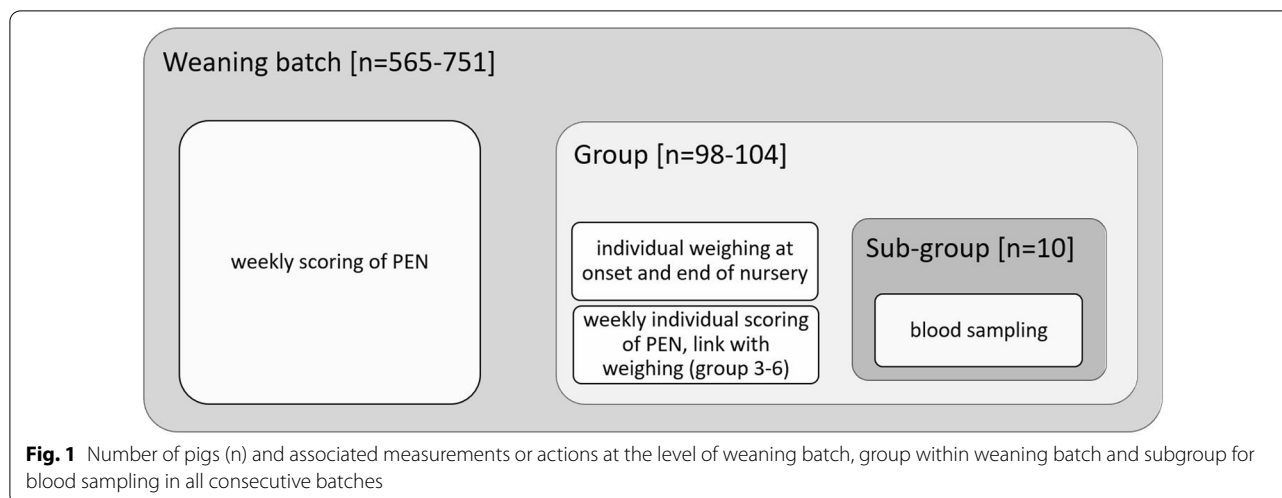 Weaning batch [n=565-751]
weekly scoring of PEN
Group [n=98-104]
individual weighing at
onset and end of nursery
weekly individual scoring
of PEN, link with
weighing (group 3-6)
Sub-group [n=10]
blood sampling
Fig. 1 Number of pigs (n) and associated measurements or actions at the level of weaning batch, group within weaning batch and subgroup for
blood sampling in all consecutive batches